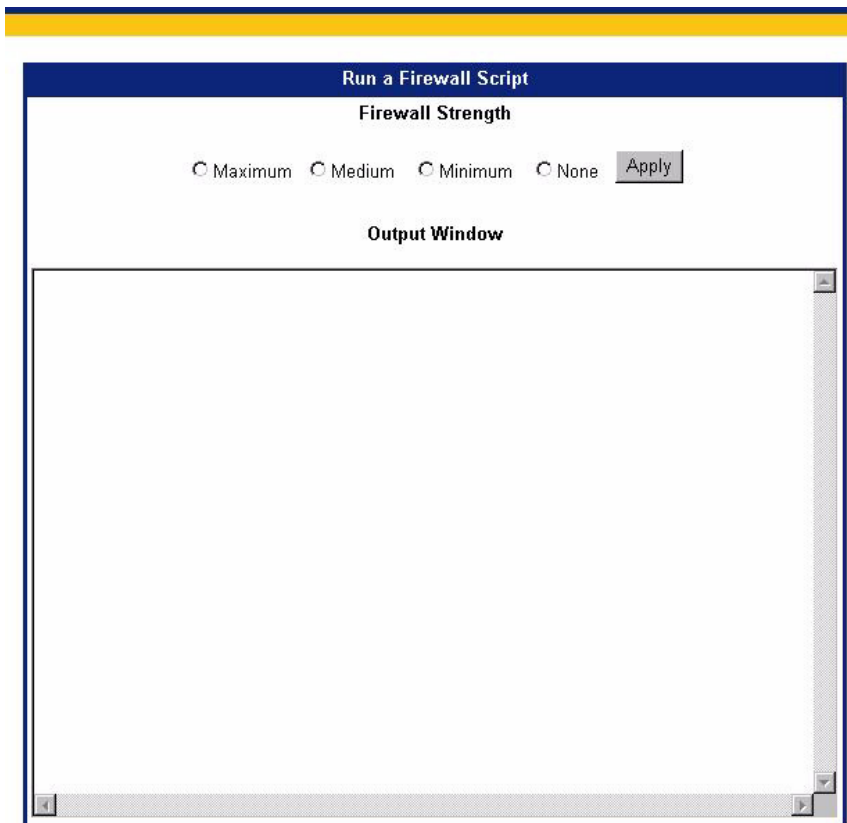 Run a Firewall Script
Firewall Strength
Maximum Medium Minimum None Apply
Output Window